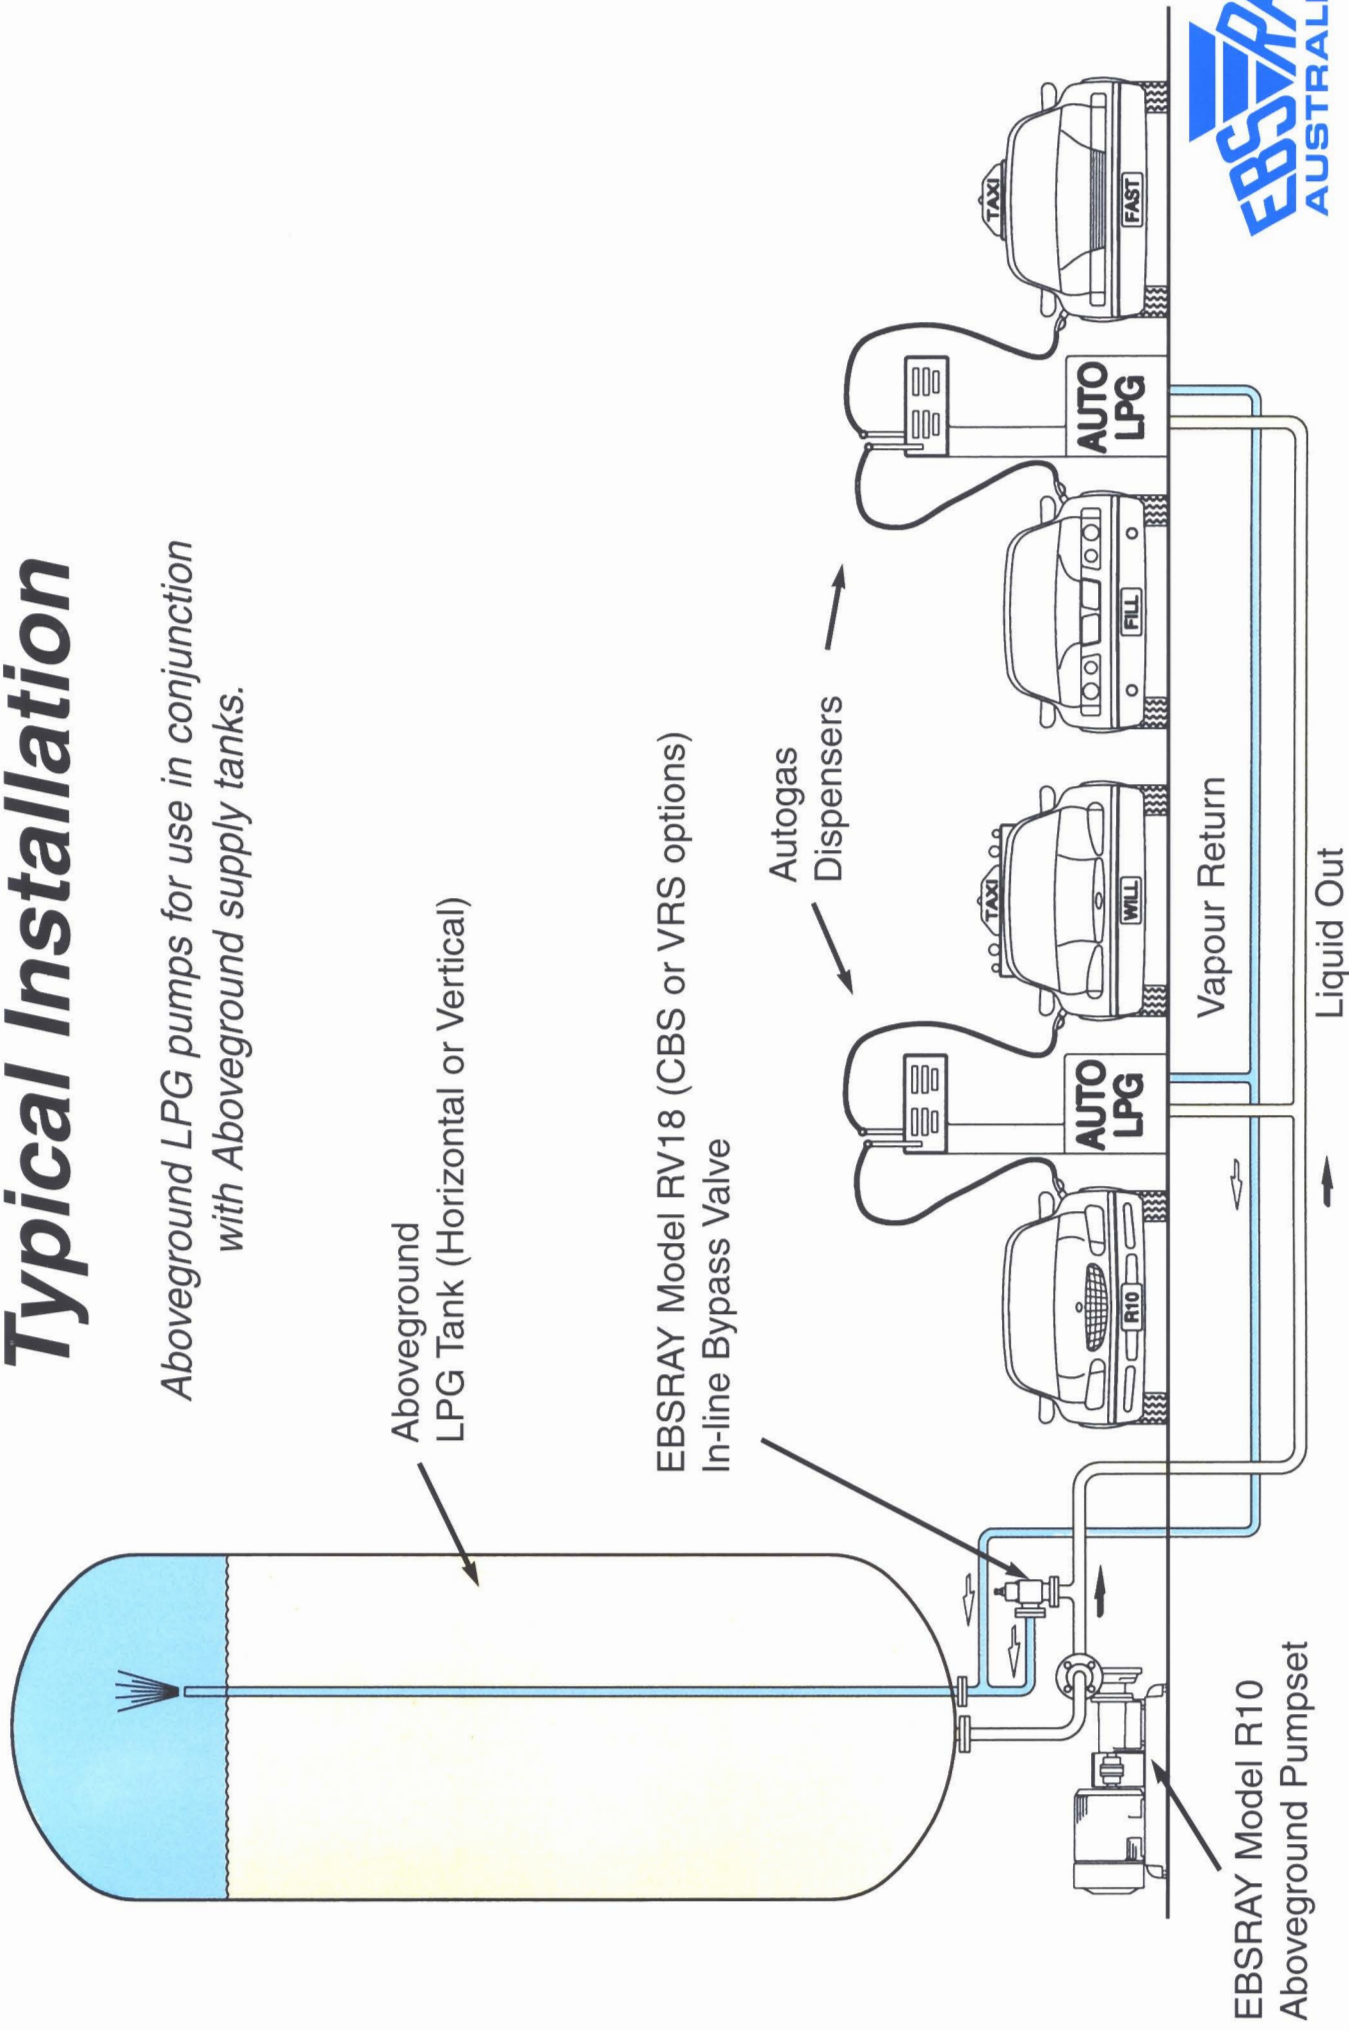 Typical Installation
Aboveground LPG pumps for use in conjunction
with Aboveground supply tanks.
Aboveground
LPG Tank (Horizontal or Vertical)
EBSRAY Model RV18 (CBS or VRS options)
In-line Bypass Valve
Autogas
Dispensers
TAXI
TAXI
AUTO
LPG
AUTO
LPG
R10
WILL
FILL
FAST
Vapour Return
Liquid Out
EBSRAY Model R10
Aboveground Pumpset
EBSRA
AUSTRALI